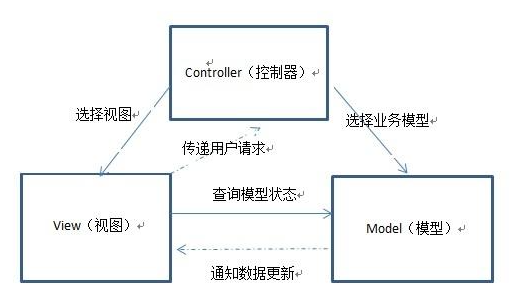 Controller（控制器）
选择视图
选择业务模型
传递用户请求
查询模型状态
View（视图）
Model（模型）
通知数据更新